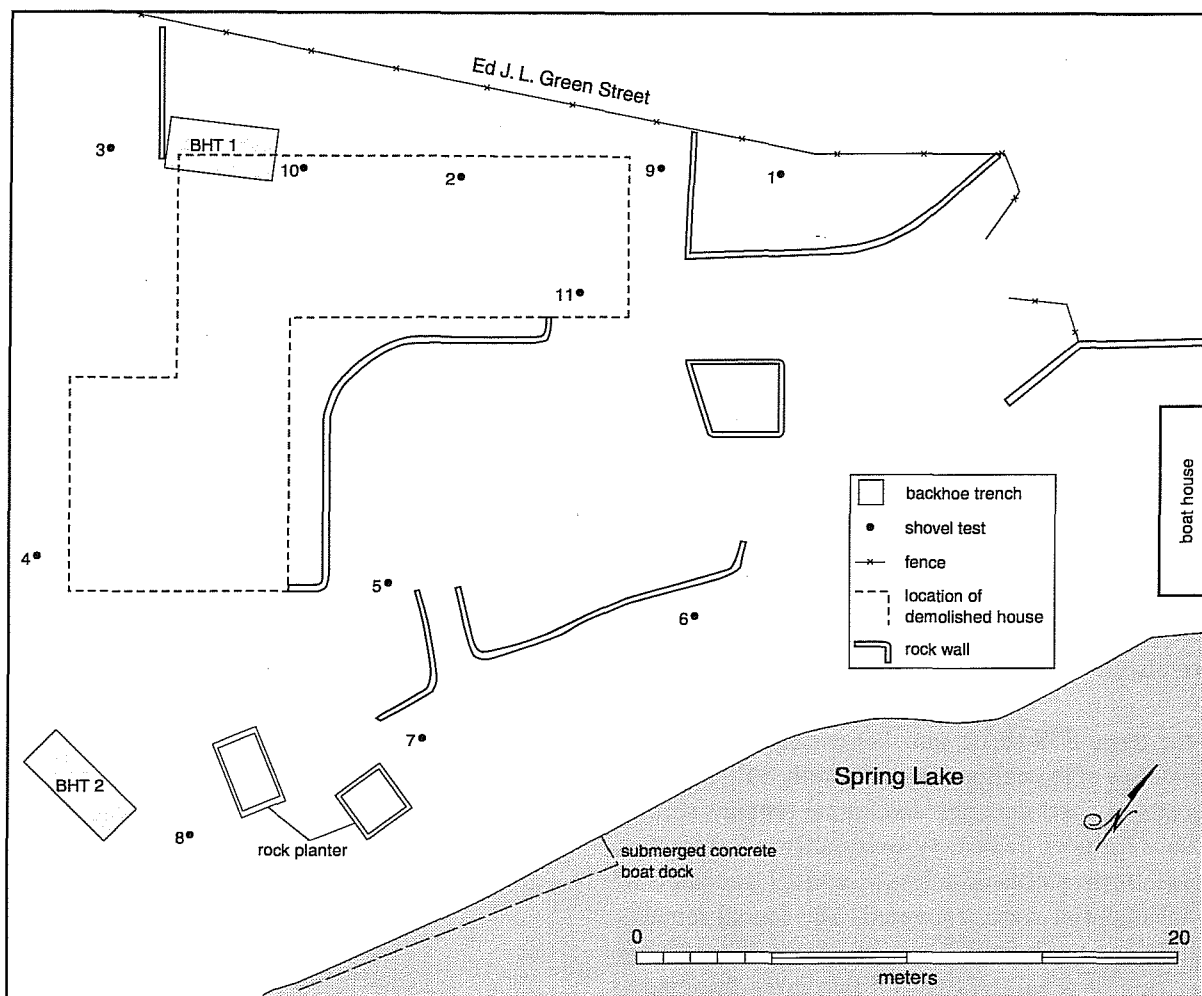 Ed J. L. Green Street
3
BHT 1
10
2
9
1
11
4
5
6
backhoe trench
shovel test
fence
location of
demolished house
rock wall
boat house
7
BHT 2
8
rock planter
Spring Lake
N
submerged concrete
boat dock
0
20
meters